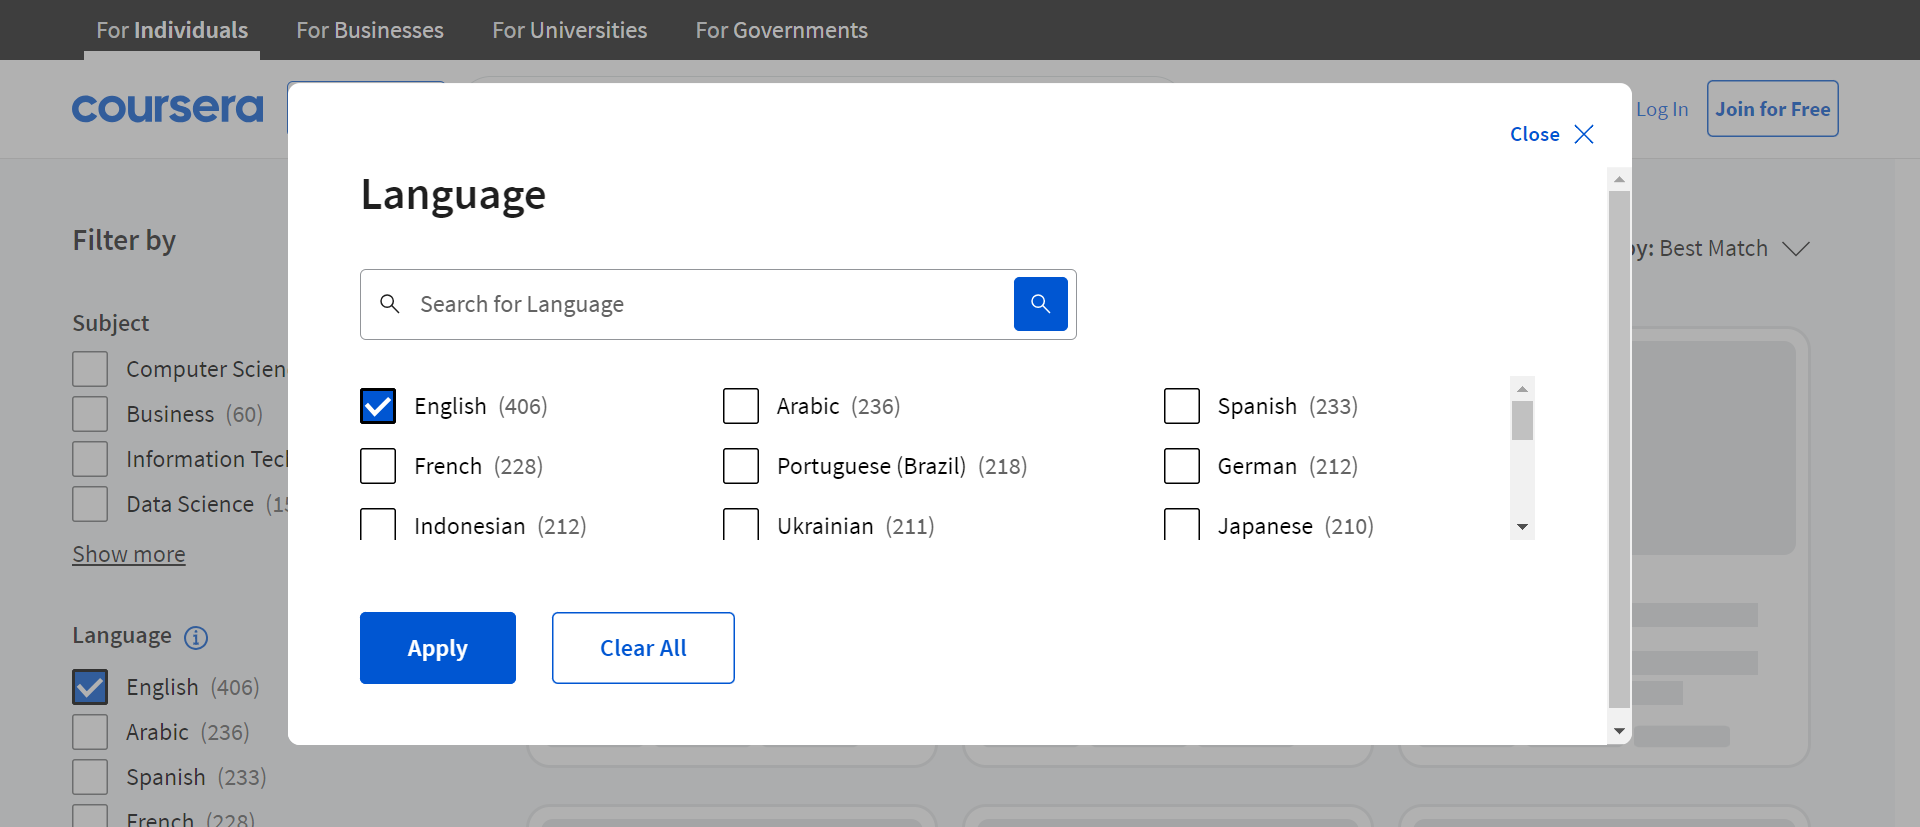 For Individuals For Businesses For Universities For Governments
coursera
Log In Join for Free
Close
Language
Search for Language
English (406) Arabic (236) Spanish (233)
French (228) Portuguese (Brazil) (218) German (212)
Indonesian (212) Ukrainian (211) Japanese (210)
Apply Clear All
Filter by
by: Best Match
Subject
Computer Scien
Business (60)
Information Tec
Data Science (15
Show more
Language
English (406)
Arabic (236)
Spanish (233)
French (228)